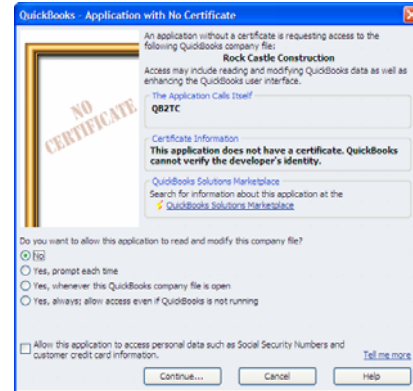 QuickBooks - Application with No Certificate
An application without a certificate is requesting access to the
following QuickBooks company file:
Rock Castle Construction
Access may include reading and modifying QuickBooks data as well as
enhancing the QuickBooks user interface.
The Application Calls Itself
QB2TC
NO
CERTIFICATE
Certificate Information
This application does not have a certificate. QuickBooks
cannot verify the developer's identity.
QuickBooks Solutions Marketplace
Search for information about this application at the
QuickBooks Solutions Marketplace
Do you want to allow this application to read and modify this company file?
No
Yes, prompt each time
Yes, whenever this QuickBooks company file is open
Yes, always; allow access even if QuickBooks is not running
Allow this application to access personal data such as Social Security Numbers and
customer credit card information.
Tell me more
Continue...
Cancel
Help